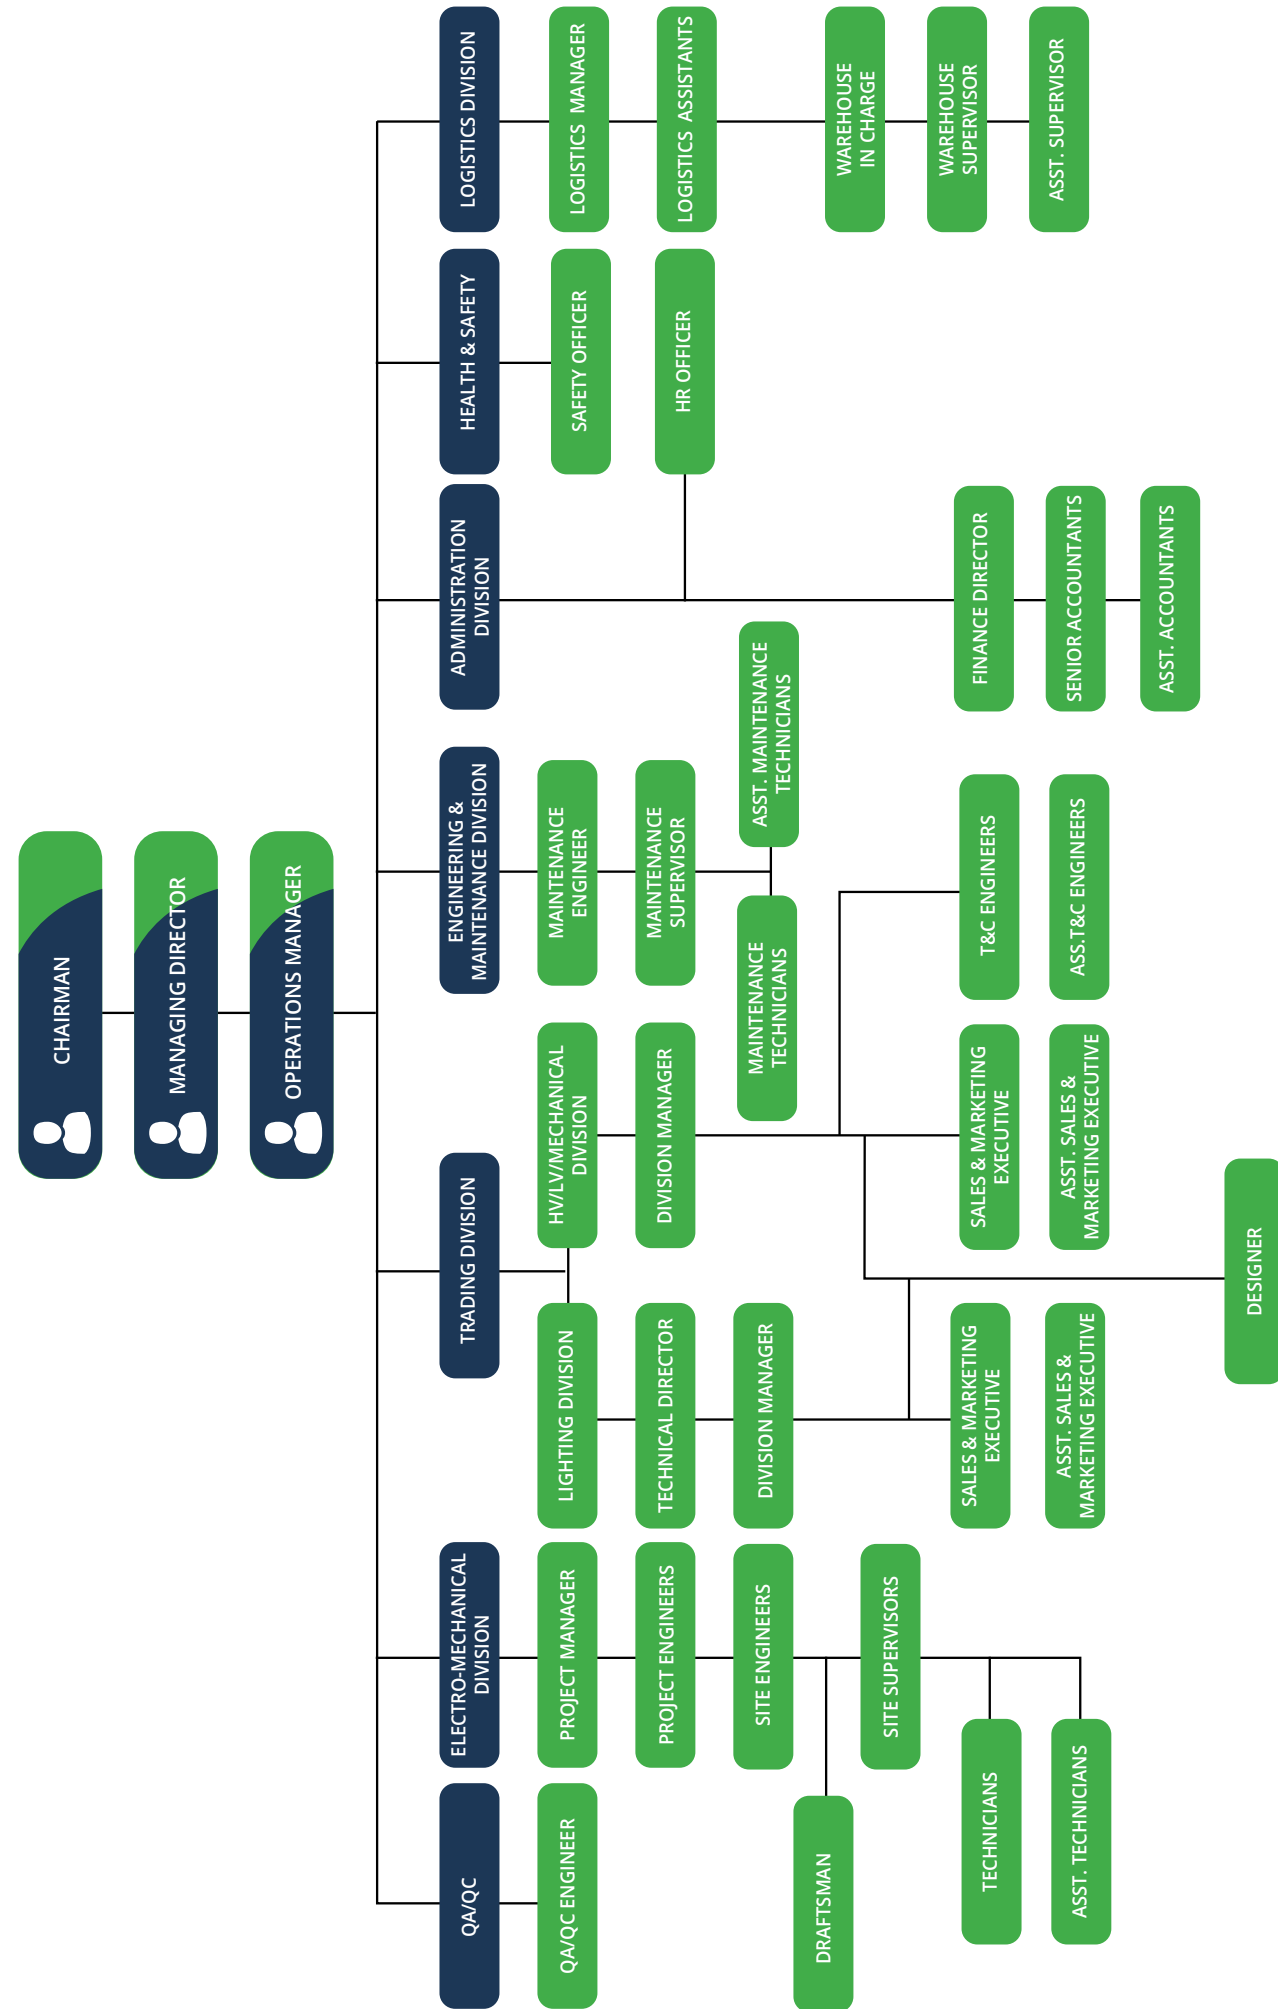 CHAIRMAN
MANAGING DIRECTOR
OPERATIONS MANAGER
QA/QC
QA/QC ENGINEER
ELECTRO-MECHANICAL
DIVISION
PROJECT MANAGER
PROJECT ENGINEERS
SITE ENGINEERS
DRAFTSMAN
SITE SUPERVISORS
TECHNICIANS
ASST. TECHNICIANS
TRADING DIVISION
LIGHTING DIVISION
TECHNICAL DIRECTOR
DIVISION MANAGER
SALES & MARKETING
EXECUTIVE
ASST. SALES &
MARKETING EXECUTIVE
HV/LV/MECHANICAL
DIVISION
DIVISION MANAGER
SALES & MARKETING
EXECUTIVE
ASST. SALES &
MARKETING EXECUTIVE
T&C ENGINEERS
ASS.T&C ENGINEERS
DESIGNER
ENGINEERING &
MAINTENANCE DIVISION
MAINTENANCE
ENGINEER
MAINTENANCE
SUPERVISOR
MAINTENANCE
TECHNICIANS
ASST. MAINTENANCE
TECHNICIANS
ADMINISTRATION
DIVISION
HR OFFICER
FINANCE DIRECTOR
SENIOR ACCOUNTANTS
ASST. ACCOUNTANTS
HEALTH & SAFETY
SAFETY OFFICER
LOGISTICS DIVISION
LOGISTICS MANAGER
LOGISTICS ASSISTANTS
WAREHOUSE
IN CHARGE
WAREHOUSE
SUPERVISOR
ASST. SUPERVISOR